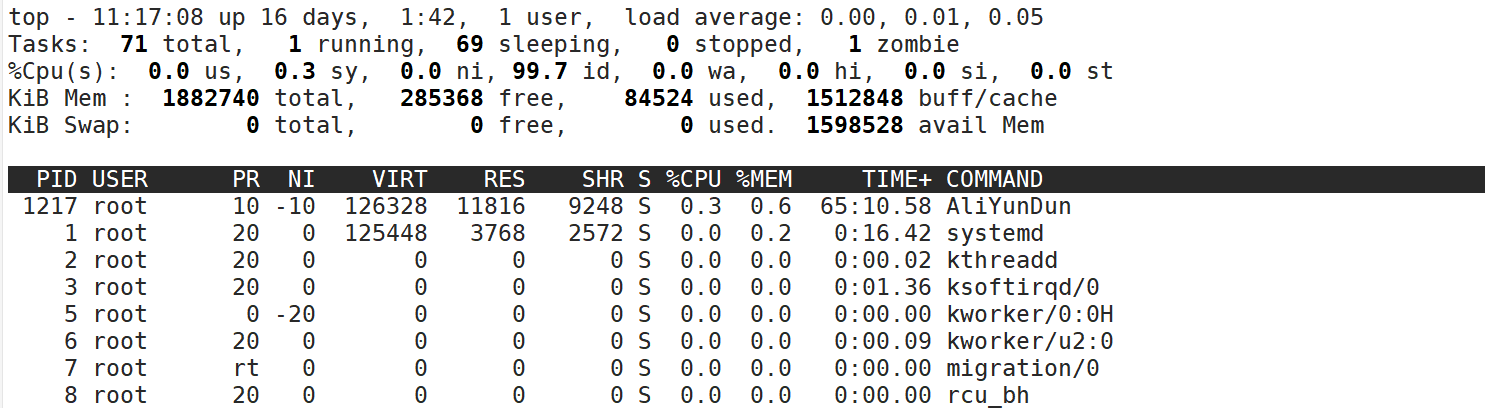 top - 11:17:08 up 16 days,  1:42,  1 user,  load average: 0.00, 0.01, 0.05
Tasks:  71 total,   1 running,  69 sleeping,   0 stopped,   1 zombie
%Cpu(s):  0.0 us,  0.3 sy,  0.0 ni, 99.7 id,  0.0 wa,  0.0 hi,  0.0 si,  0.0 st
KiB Mem :  1882740 total,   285368 free,    84524 used,  1512848 buff/cache
KiB Swap:        0 total,        0 free,        0 used.  1598528 avail Mem

  PID USER      PR  NI    VIRT    RES    SHR S %CPU %MEM     TIME+ COMMAND
 1217 root      10 -10  126328  11816   9248 S  0.3  0.6  65:10.58 AliYunDun
    1 root      20   0  125448   3768   2572 S  0.0  0.2   0:16.42 systemd
    2 root      20   0       0      0      0 S  0.0  0.0   0:00.02 kthreadd
    3 root      20   0       0      0      0 S  0.0  0.0   0:01.36 ksoftirqd/0
    5 root       0 -20       0      0      0 S  0.0  0.0   0:00.00 kworker/0:0H
    6 root      20   0       0      0      0 S  0.0  0.0   0:00.09 kworker/u2:0
    7 root      rt   0       0      0      0 S  0.0  0.0   0:00.00 migration/0
    8 root      20   0       0      0      0 S  0.0  0.0   0:00.00 rcu_bh